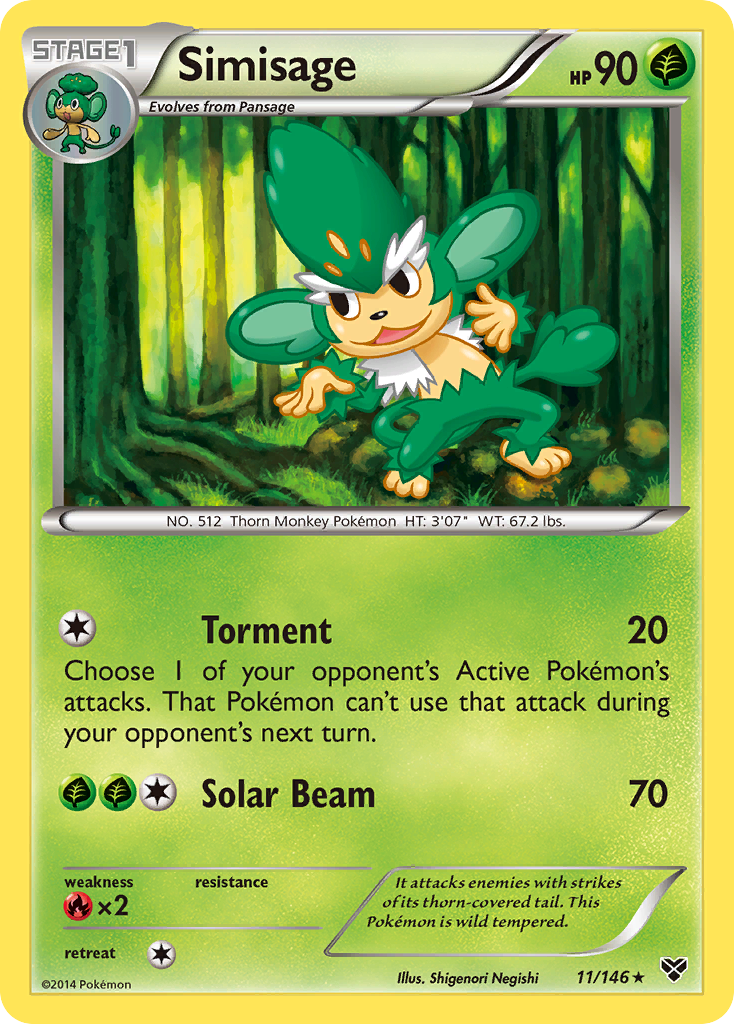 STAGE1
Simisage
HP90
Evolves from Pansage
NO. 512 Thorn Monkey Pokémon HT: 3'07" WT: 67.2 lbs.
Torment 20
Choose 1 of your opponent's Active Pokémon's
attacks. That Pokémon can't use that attack during
your opponent's next turn.
Solar Beam 70
weakness
×2
resistance
retreat
It attacks enemies with strikes
of its thorn-covered tail. This
Pokémon is wild tempered.
©2014 Pokémon
Illus. Shigenori Negishi
11/146★